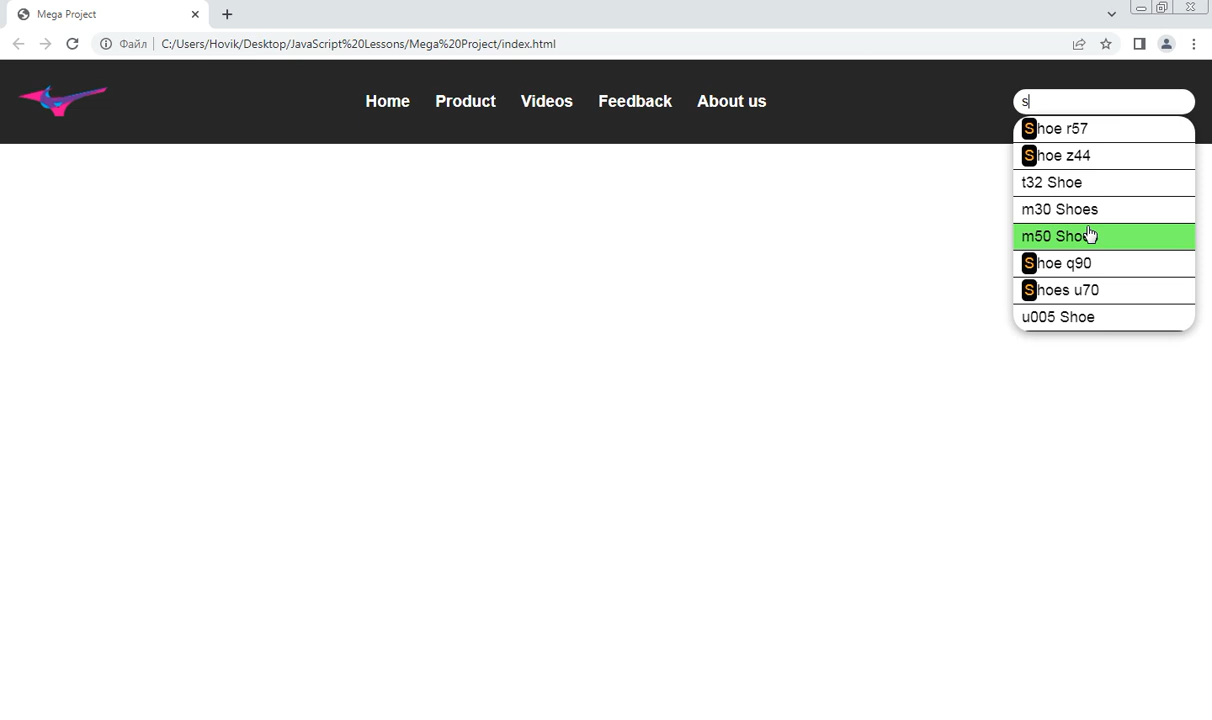 Mega Project
Файл C:/Users/Hovik/Desktop/JavaScript%20Lessons/Mega%20Project/index.html
Home Product Videos Feedback About us
s
Shoe r57
Shoe z44
t32 Shoe
m30 Shoes
m50 Shoes
Shoe q90
Shoes u70
u005 Shoe